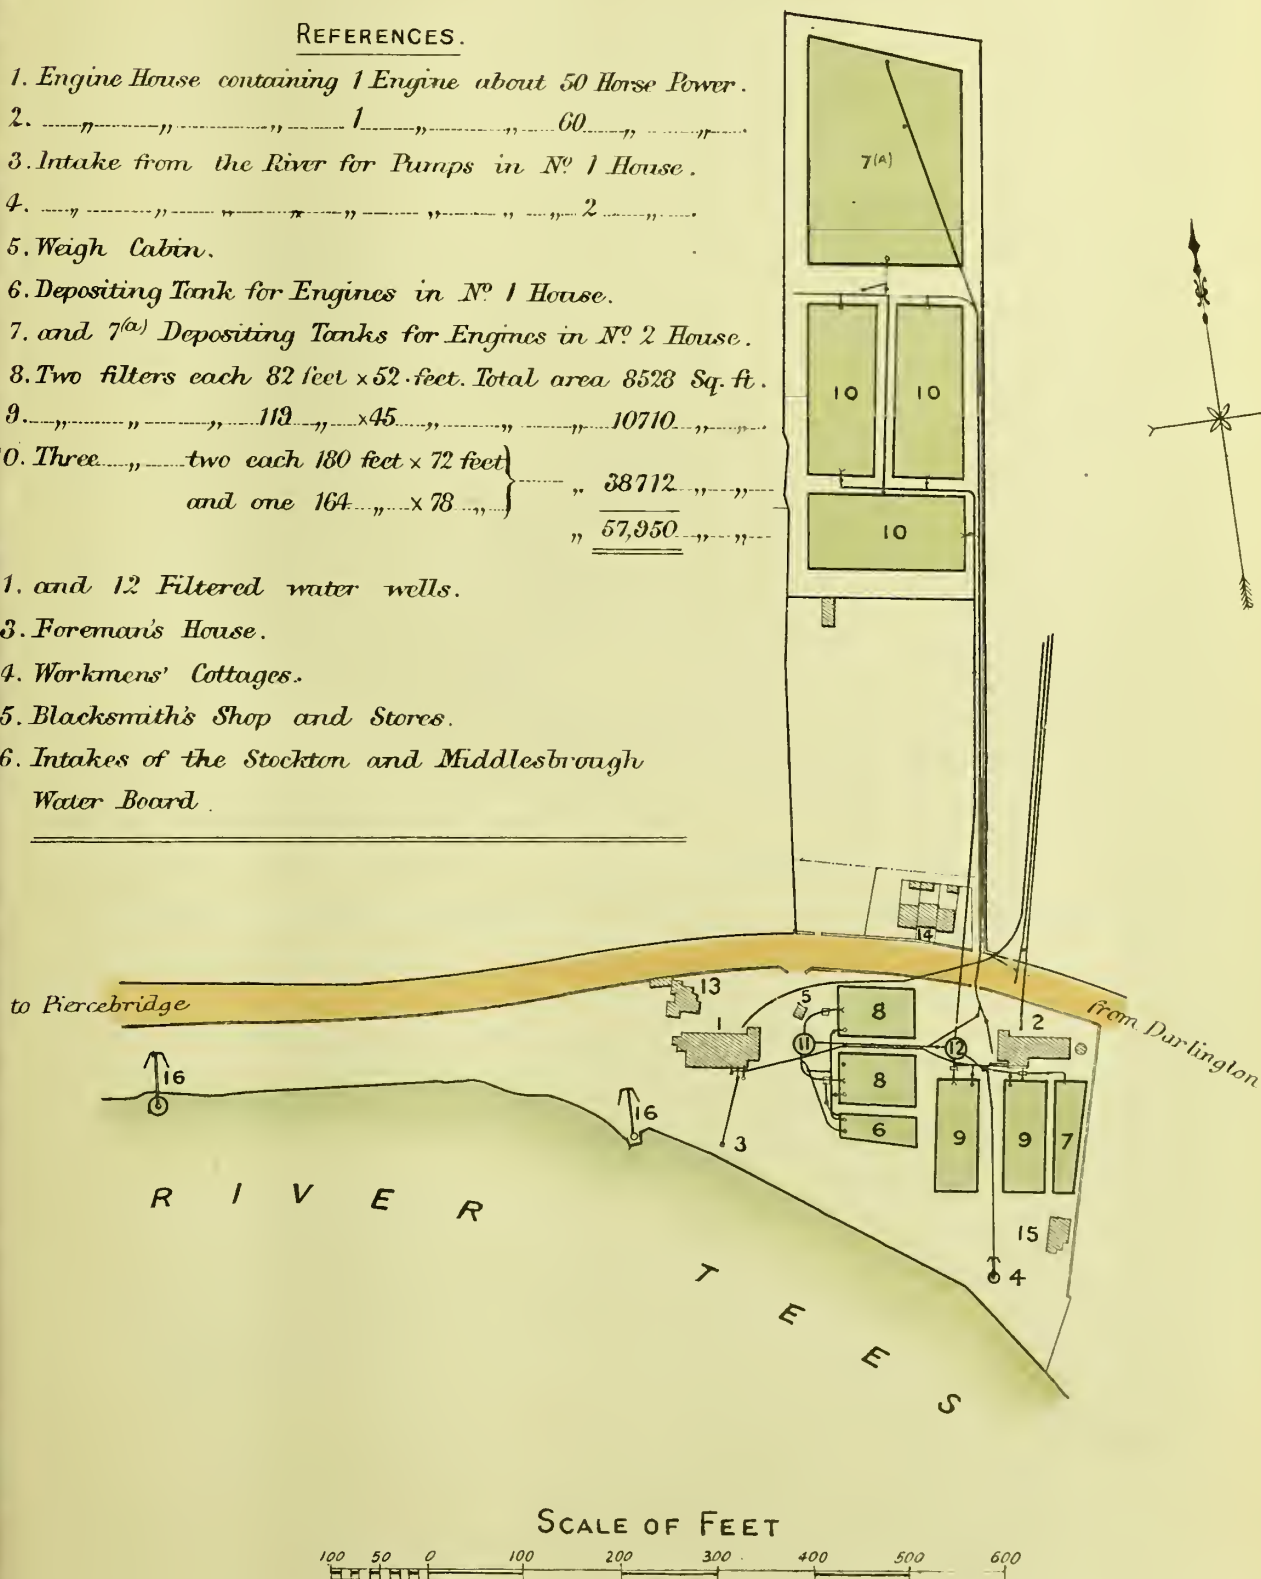 REFERENCES.
1. Engine House containing 1 Engine about 50 Horse Power.
2. „ „ „ 1 „ „ 60 „ „.
3. Intake from the River for Pumps in Nº 1 House.
4. „ „ „ „ „ „ „ „ 2 „.
5. Weigh Cabin.
6. Depositing Tank for Engines in Nº 1 House.
7. and 7(a) Depositing Tanks for Engines in Nº 2 House.
8. Two filters each 82 feet x 52 feet. Total area 8528 Sq. ft.
9. „ „ „ 119 „ x 45 „ „ „ 10710 „ „.
0. Three „ two each 180 feet x 72 feet
and one 164 „ x 78 „ } „ 38712 „ „
„ 57,950 „ „
1. and 12 Filtered water wells.
3. Foreman's House.
4. Workmens' Cottages.
5. Blacksmith's Shop and Stores.
6. Intakes of the Stockton and Middlesbrough
Water Board.
7(A)
10
10
10
14
to Piercebridge
from Darlington
13
5
8
1
11
12
2
16
8
16
6
3
9
9
7
15
4
RIVER
TEES
SCALE OF FEET
100 50 0 100 200 300 400 500 600